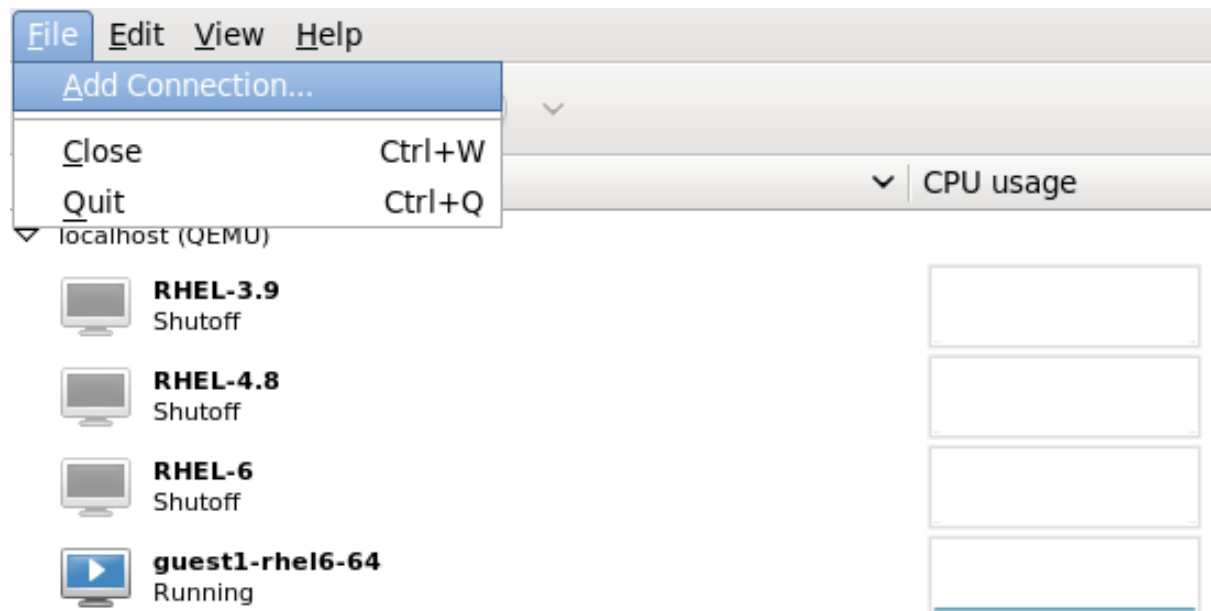 File Edit View Help
Add Connection...
Close Ctrl+W
Quit Ctrl+Q
CPU usage
localhost (QEMU)
RHEL-3.9
Shutoff
RHEL-4.8
Shutoff
RHEL-6
Shutoff
guest1-rhel6-64
Running